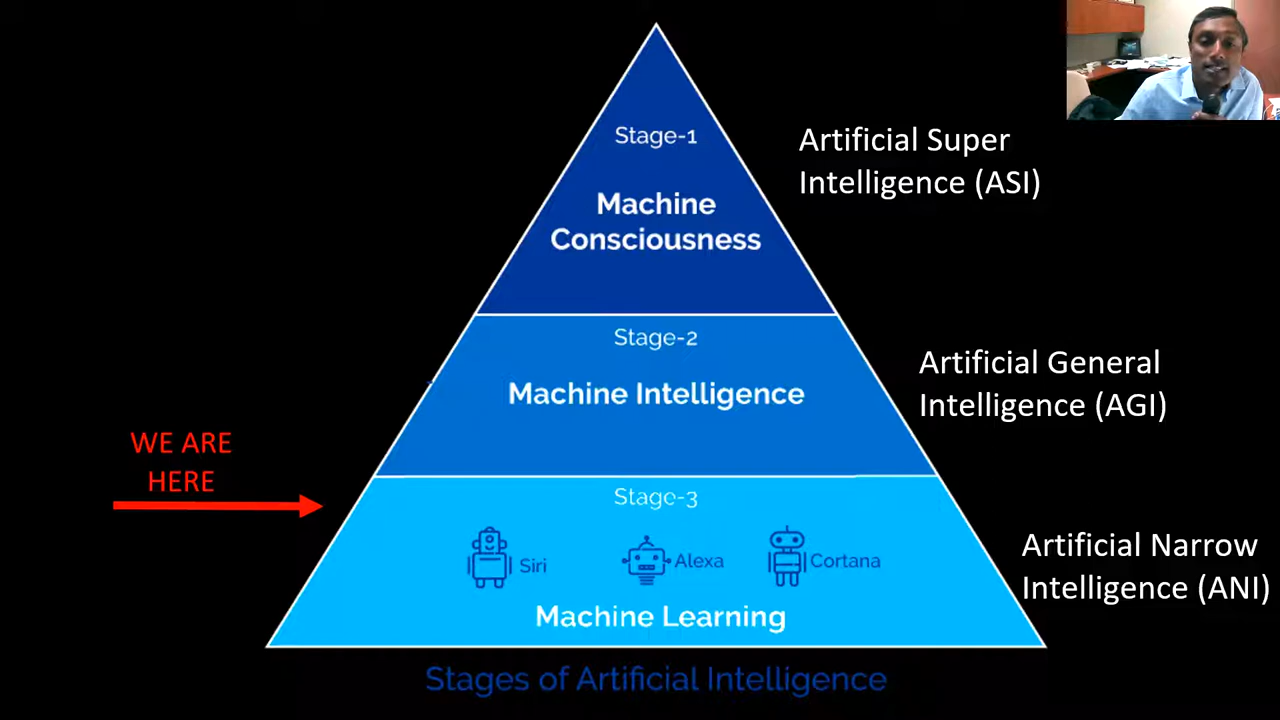 Stage-1
Machine
Consciousness
Artificial Super
Intelligence (ASI)
Stage-2
Machine Intelligence
Artificial General
Intelligence (AGI)
WE ARE
HERE
Stage-3
Siri
Alexa
Cortana
Machine Learning
Artificial Narrow
Intelligence (ANI)
Stages of Artificial Intelligence